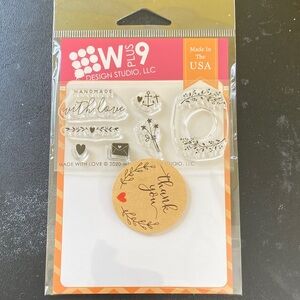 W PLUS 9
DESIGN STUDIO, LLC
Made In The
USA
HANDMADE
with love
MADE WITH LOVE © 2020 W STUDIO, LLC
thank
you